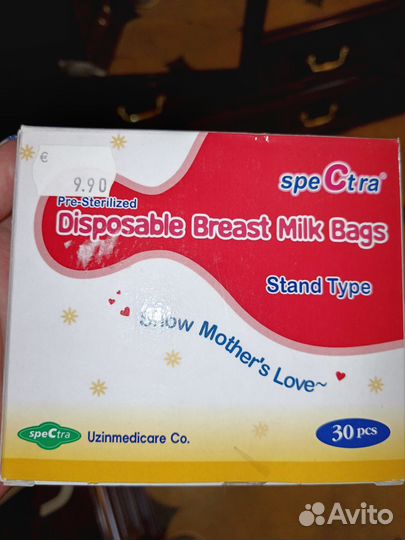 €
9.90
speCtra®
Pre-Sterilized
Disposable Breast Milk Bags
Stand Type
Show Mother's Love~
speCtra
Uzinmedicare Co.
30 pcs
Avito